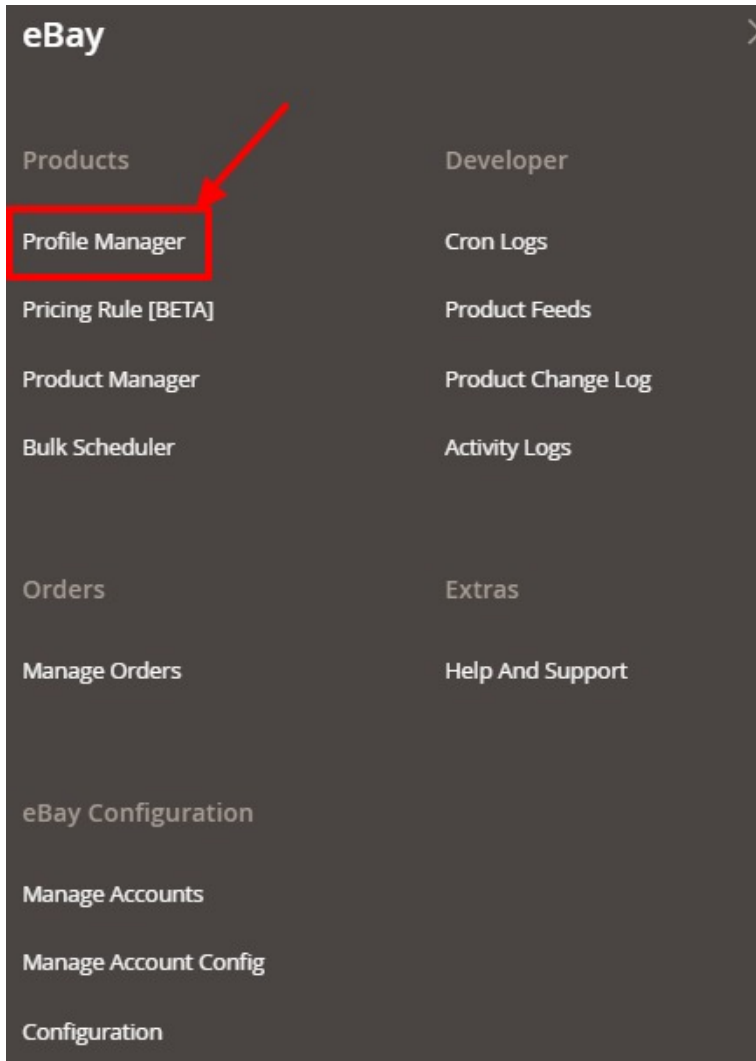 eBay
Products
Profile Manager
Pricing Rule [BETA]
Product Manager
Bulk Scheduler
Developer
Cron Logs
Product Feeds
Product Change Log
Activity Logs
Orders
Manage Orders
Extras
Help And Support
eBay Configuration
Manage Accounts
Manage Account Config
Configuration